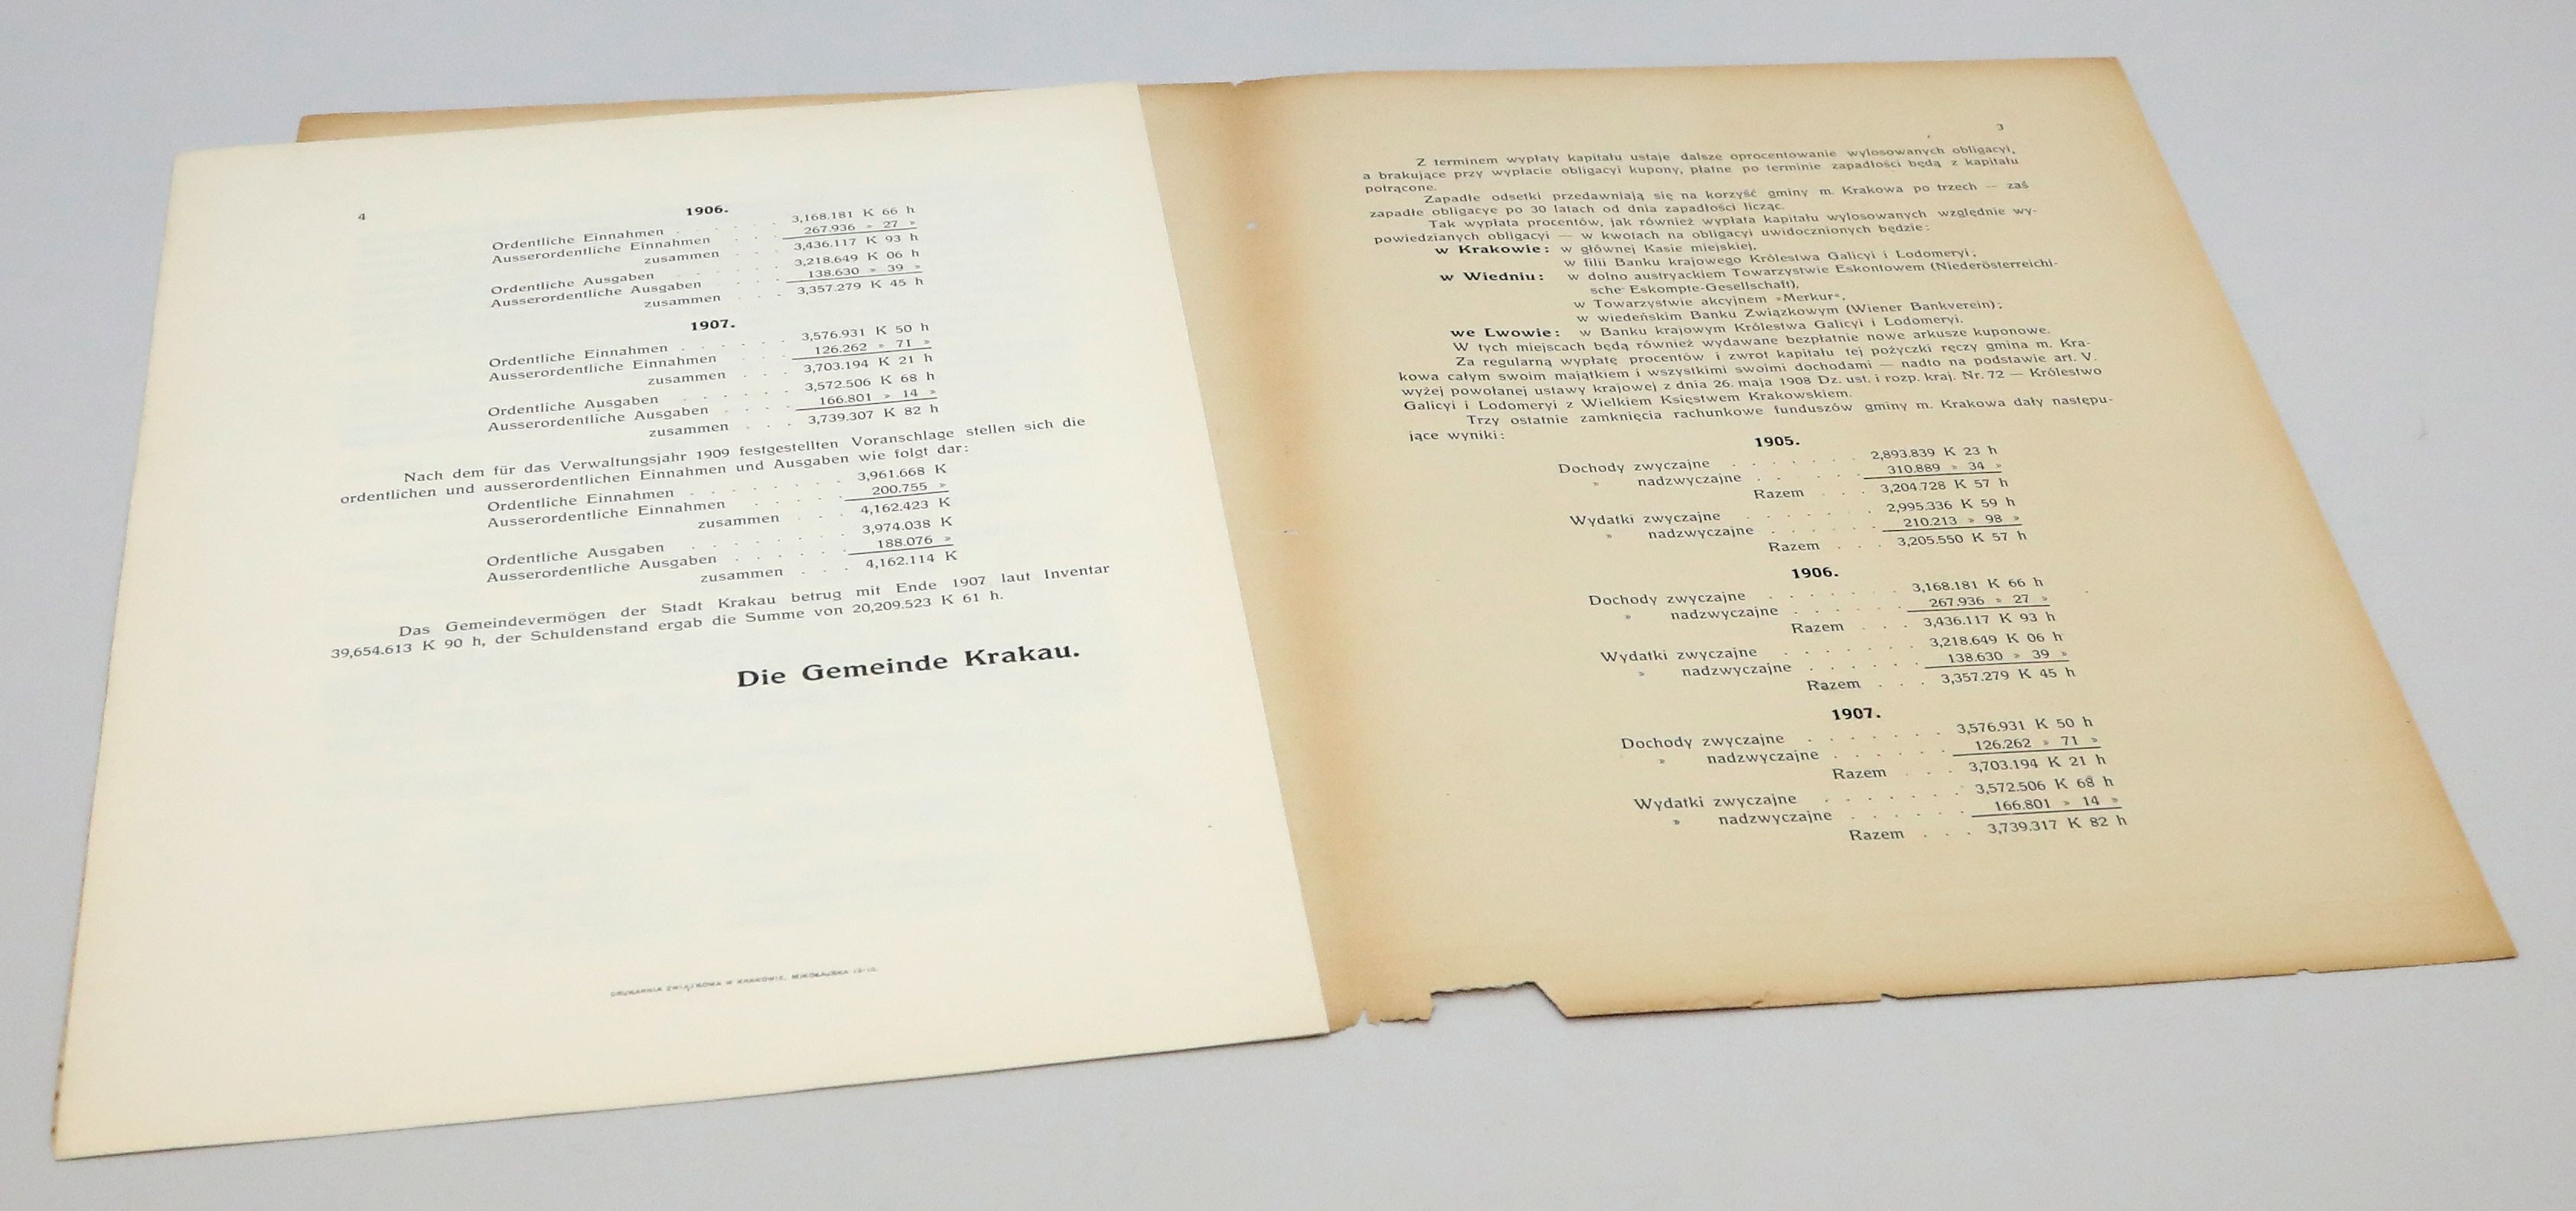 4
1906.
Ordentliche Einnahmen . . . . . 3,168.181 K 66 h
Ausserordentliche Einnahmen . . . 267.936 » 27 »
zusammen . . . 3,436.117 K 93 h
Ordentliche Ausgaben . . . . . 3,218.649 K 06 h
Ausserordentliche Ausgaben . . . . 138.630 » 39 »
zusammen . . . 3,357.279 K 45 h
1907.
Ordentliche Einnahmen . . . . . . 3,576.931 K 50 h
Ausserordentliche Einnahmen . . . 126.262 » 71 »
zusammen . . . 3,703.194 K 21 h
Ordentliche Ausgaben . . . . . . 3,572.506 K 68 h
Ausserordentliche Ausgaben . . . . 166.801 » 14 »
zusammen . . . 3,739.307 K 82 h
Nach dem für das Verwaltungsjahr 1909 festgestellten Voranschlage stellen sich die
ordentlichen und ausserordentlichen Einnahmen und Ausgaben wie folgt dar:
Ordentliche Einnahmen . . . . . . . 3,961.668 K
Ausserordentliche Einnahmen . . . . 200.755 »
zusammen . . . 4,162.423 K
Ordentliche Ausgaben . . . . . . . 3,974.038 K
Ausserordentliche Ausgaben . . . . . 188.076 »
zusammen . . . 4,162.114 K
Das Gemeindevermögen der Stadt Krakau betrug mit Ende 1907 laut Inventar
39,654.613 K 90 h, der Schuldenstand ergab die Summe von 20,209.523 K 61 h.
Die Gemeinde Krakau.
DRUKARNIA ZWIĄZKOWA W KRAKOWIE, MIKOŁAJSKA
3
Z terminem wypłaty kapitału ustaje dalsze oprocentowanie wylosowanych obligacyi,
a brakujące przy wypłacie obligacyi kupony, płatne po terminie zapadłości będą z kapitału
potrącone.
Zapadłe odsetki przedawniają się na korzyść gminy m. Krakowa po trzech — zaś
zapadłe obligacye po 30 latach od dnia zapadłości licząc.
Tak wypłata procentów, jak również wypłata kapitału wylosowanych względnie wy-
powiedzianych obligacyi — w kwotach na obligacyi uwidocznionych będzie:
w Krakowie: w głównej Kasie miejskiej,
w filii Banku krajowego Królestwa Galicyi i Lodomeryi;
w Wiedniu: w dolno austryackiem Towarzystwie Eskontowem (Niederösterreichi-
sche Eskompte-Gesellschaft),
w Towarzystwie akcyjnem »Merkur«,
w wiedeńskim Banku Związkowym (Wiener Bankverein);
we Lwowie: w Banku krajowym Królestwa Galicyi i Lodomeryi.
W tych miejscach będą również wydawane bezpłatnie nowe arkusze kuponowe.
Za regularną wypłatę procentów i zwrot kapitału tej pożyczki ręczy gmina m. Kra-
kowa całym swoim majątkiem i wszystkimi swoimi dochodami — nadto na podstawie art. V.
wyżej powołanej ustawy krajowej z dnia 26. maja 1908 Dz. ust. i rozp. kraj. Nr. 72 — Królestwo
Galicyi i Lodomeryi z Wielkiem Księstwem Krakowskiem.
Trzy ostatnie zamknięcia rachunkowe funduszów gminy m. Krakowa dały następu-
jące wyniki:
1905.
Dochody zwyczajne . . . . . . 2,893.839 K 23 h
» nadzwyczajne . . . . . 310.889 » 34 »
Razem . . . 3,204.728 K 57 h
Wydatki zwyczajne . . . . . . 2,995.336 K 59 h
» nadzwyczajne . . . . . 210.213 » 98 »
Razem . . . 3,205.550 K 57 h
1906.
Dochody zwyczajne . . . . . . 3,168.181 K 66 h
» nadzwyczajne . . . . . 267.936 » 27 »
Razem . . . 3,436.117 K 93 h
Wydatki zwyczajne . . . . . . 3,218.649 K 06 h
» nadzwyczajne . . . . . 138.630 » 39 »
Razem . . . 3,357.279 K 45 h
1907.
Dochody zwyczajne . . . . . . 3,576.931 K 50 h
» nadzwyczajne . . . . . 126.262 » 71 »
Razem . . . 3,703.194 K 21 h
Wydatki zwyczajne . . . . . . 3,572.506 K 68 h
» nadzwyczajne . . . . . 166.801 » 14 »
Razem . . . 3,739.317 K 82 h